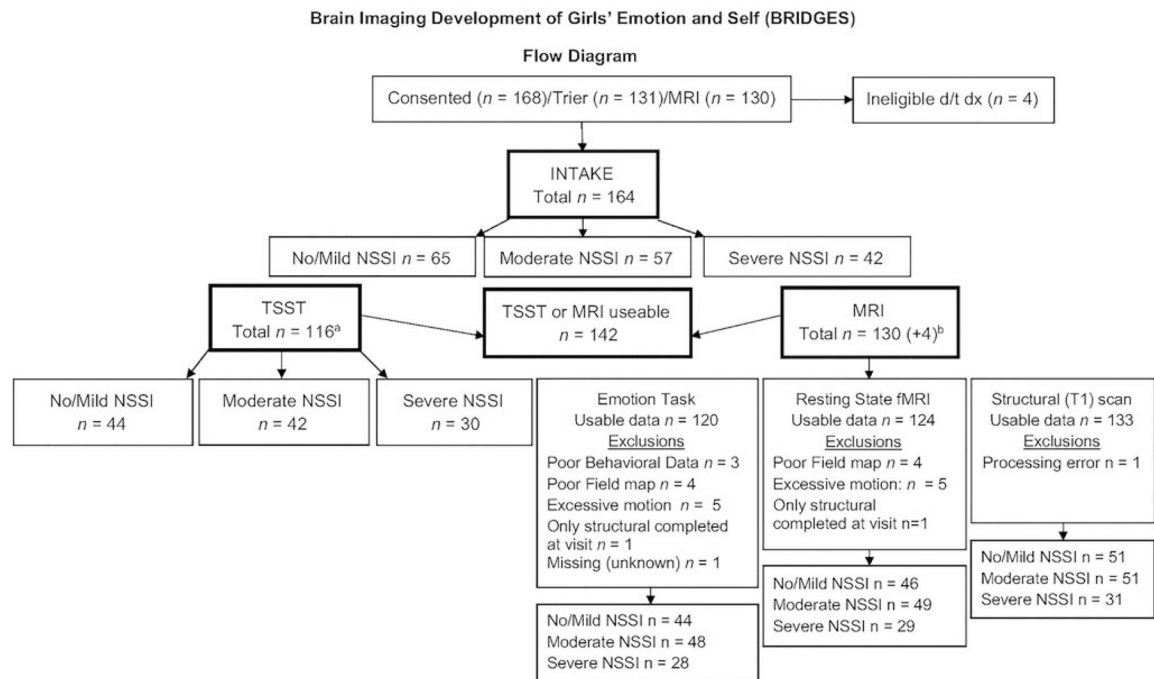 Brain Imaging Development of Girls' Emotion and Self (BRIDGES)
Flow Diagram
Consented (n = 168)/Trier (n = 131)/MRI (n = 130)
Ineligible d/t dx (n = 4)
INTAKE
Total n = 164
No/Mild NSSI n = 65
Moderate NSSI n = 57
Severe NSSI n = 42
TSST
Total n = 116ᵃ
TSST or MRI useable
n = 142
MRI
Total n = 130 (+4)ᵇ
No/Mild NSSI
n = 44
Moderate NSSI
n = 42
Severe NSSI
n = 30
Emotion Task
Usable data n = 120
Exclusions
Poor Behavioral Data n = 3
Poor Field map n = 4
Excessive motion n = 5
Only structural completed
at visit n = 1
Missing (unknown) n = 1
Resting State fMRI
Usable data n = 124
Exclusions
Poor Field map n = 4
Excessive motion: n = 5
Only structural
completed at visit n=1
Structural (T1) scan
Usable data n = 133
Exclusions
Processing error n = 1
No/Mild NSSI n = 44
Moderate NSSI n = 48
Severe NSSI n = 28
No/Mild NSSI n = 46
Moderate NSSI n = 49
Severe NSSI n = 29
No/Mild NSSI n = 51
Moderate NSSI n = 51
Severe NSSI n = 31